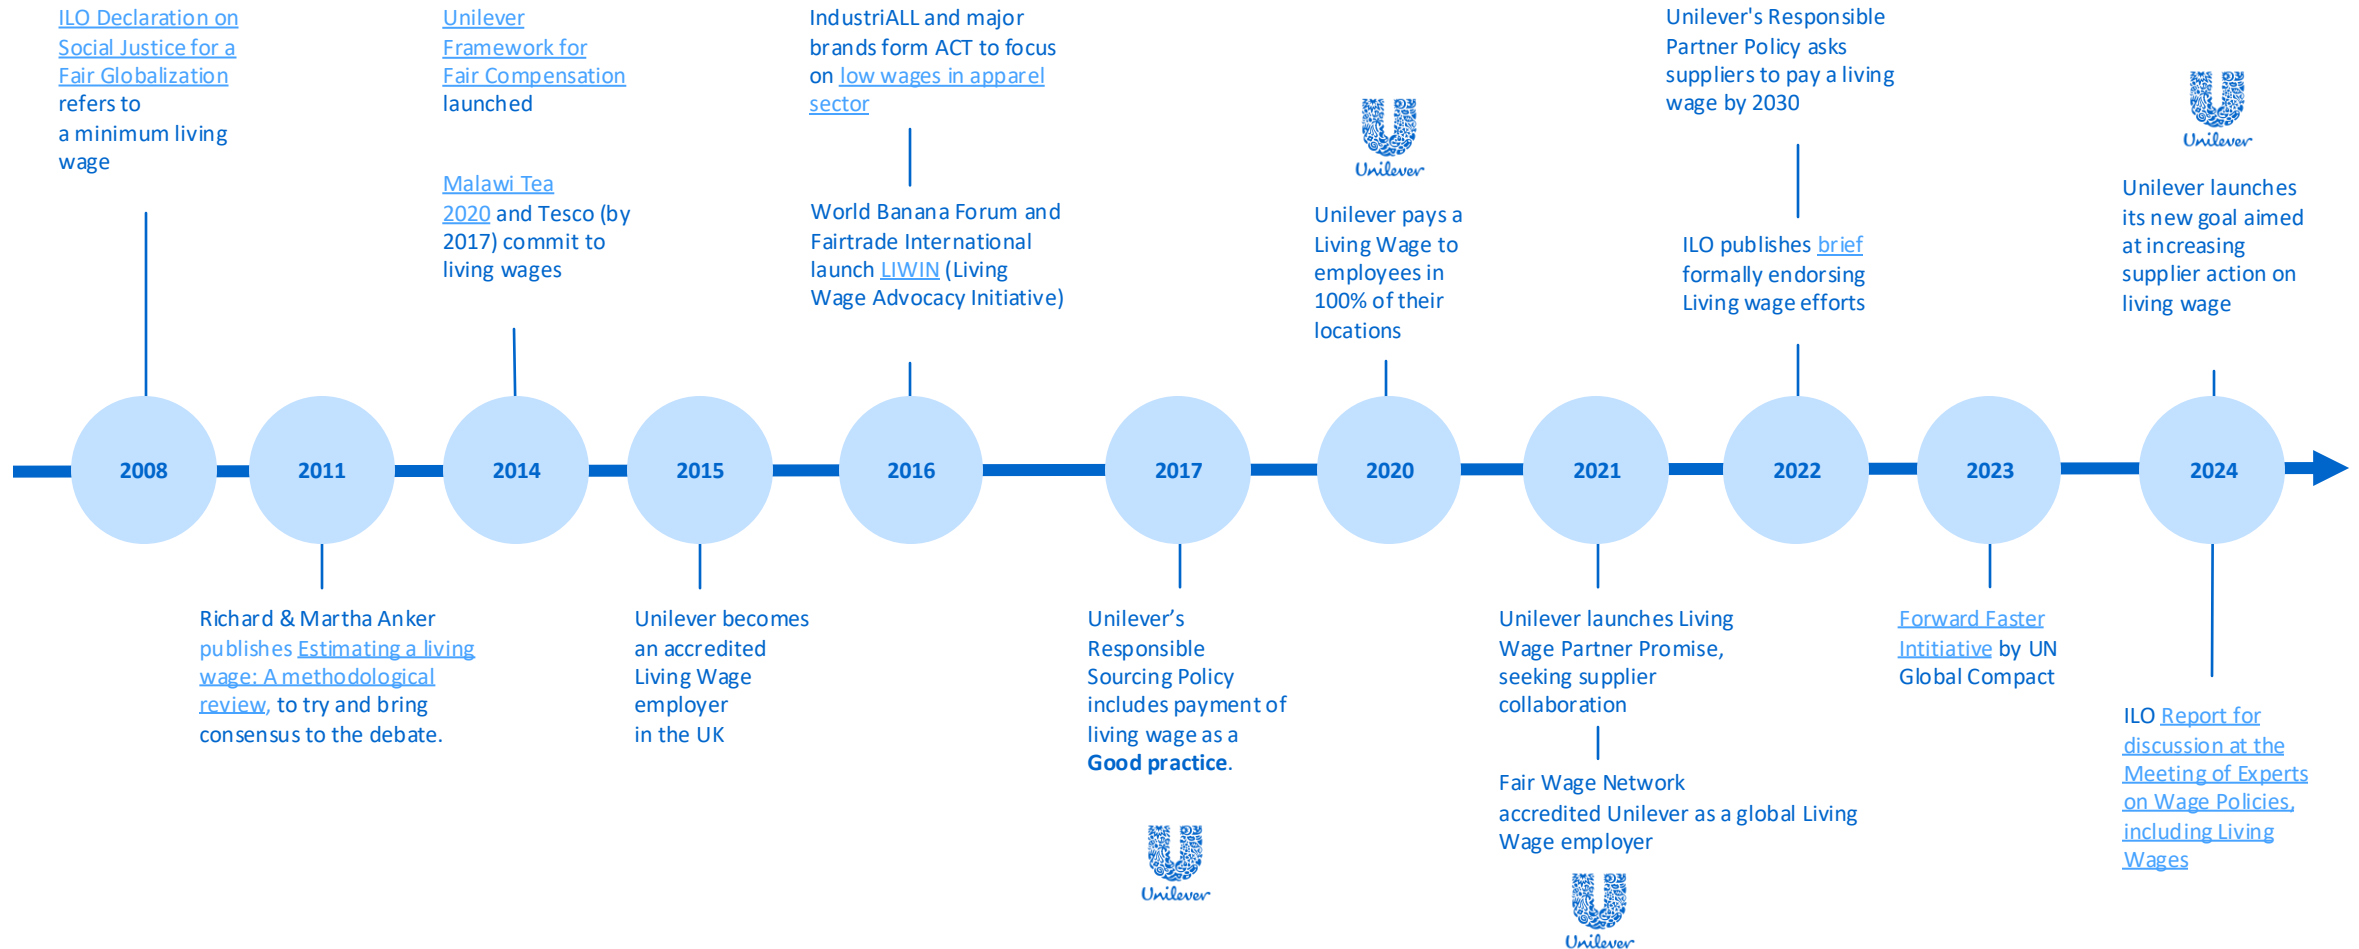 ILO Declaration on
Social Justice for a
Fair Globalization
refers to
a minimum living
wage
Unilever
Framework for
Fair Compensation
launched
Malawi Tea
2020 and Tesco (by
2017) commit to
living wages
IndustriALL and major
brands form ACT to focus
on low wages in apparel
sector
World Banana Forum and
Fairtrade International
launch LIWIN (Living
Wage Advocacy Initiative)
Unilever
Unilever pays a
Living Wage to
employees in
100% of their
locations
Unilever's Responsible
Partner Policy asks
suppliers to pay a living
wage by 2030
ILO publishes brief
formally endorsing
Living wage efforts
Unilever
Unilever launches
its new goal aimed
at increasing
supplier action on
living wage
2008
2011
2014
2015
2016
2017
2020
2021
2022
2023
2024
Richard & Martha Anker
publishes Estimating a living
wage: A methodological
review, to try and bring
consensus to the debate.
Unilever becomes
an accredited
Living Wage
employer
in the UK
Unilever’s
Responsible
Sourcing Policy
includes payment of
living wage as a
Good practice.
Unilever
Unilever launches Living
Wage Partner Promise,
seeking supplier
collaboration
Fair Wage Network
accredited Unilever as a global Living
Wage employer
Unilever
Forward Faster
Intitiative by UN
Global Compact
ILO Report for
discussion at the
Meeting of Experts
on Wage Policies,
including Living
Wages